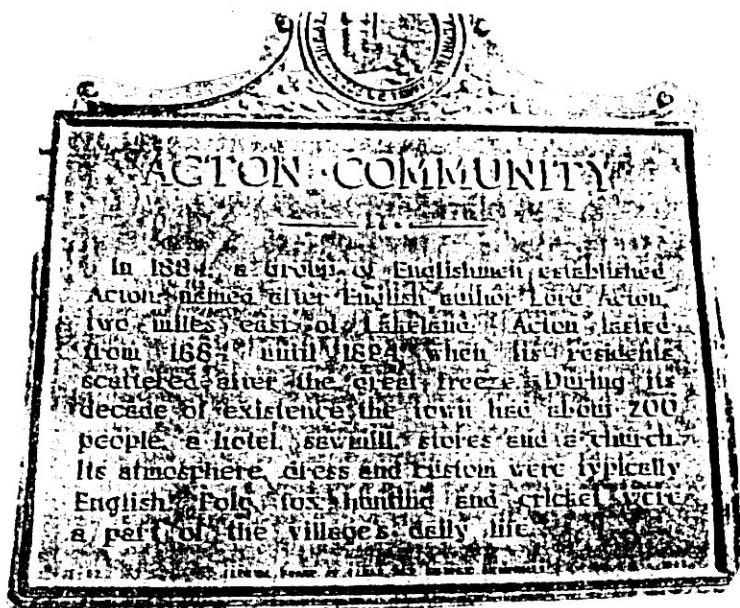 ACTON COMMUNITY
In 1884, a group of Englishmen established
Acton, named after English author Lord Acton,
two miles east of Lakeland. Acton lasted
from 1884 until 1894, when its residents
scattered after the great freeze. During its
decade of existence the town had about 200
people, a hotel, sawmill, stores and a church.
Its atmosphere, dress and custom were typically
English. Polo, fox hunting and cricket were
a part of the village's daily life.